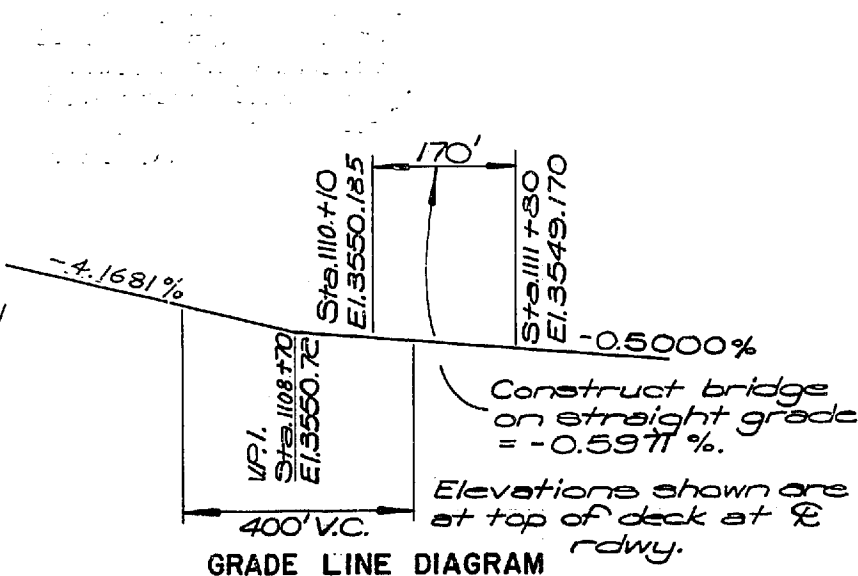 170'
Sta.1110.+10
El.3550.185
Sta.1111+80
El.3549.170
-4.1681%
-0.5000%
V.P.I.
Sta.1108+70
El.3550.72
Construct bridge
on straight grade
= -0.5971 %.
Elevations shown are
at top of deck at ℄
rdwy.
400' V.C.
GRADE LINE DIAGRAM